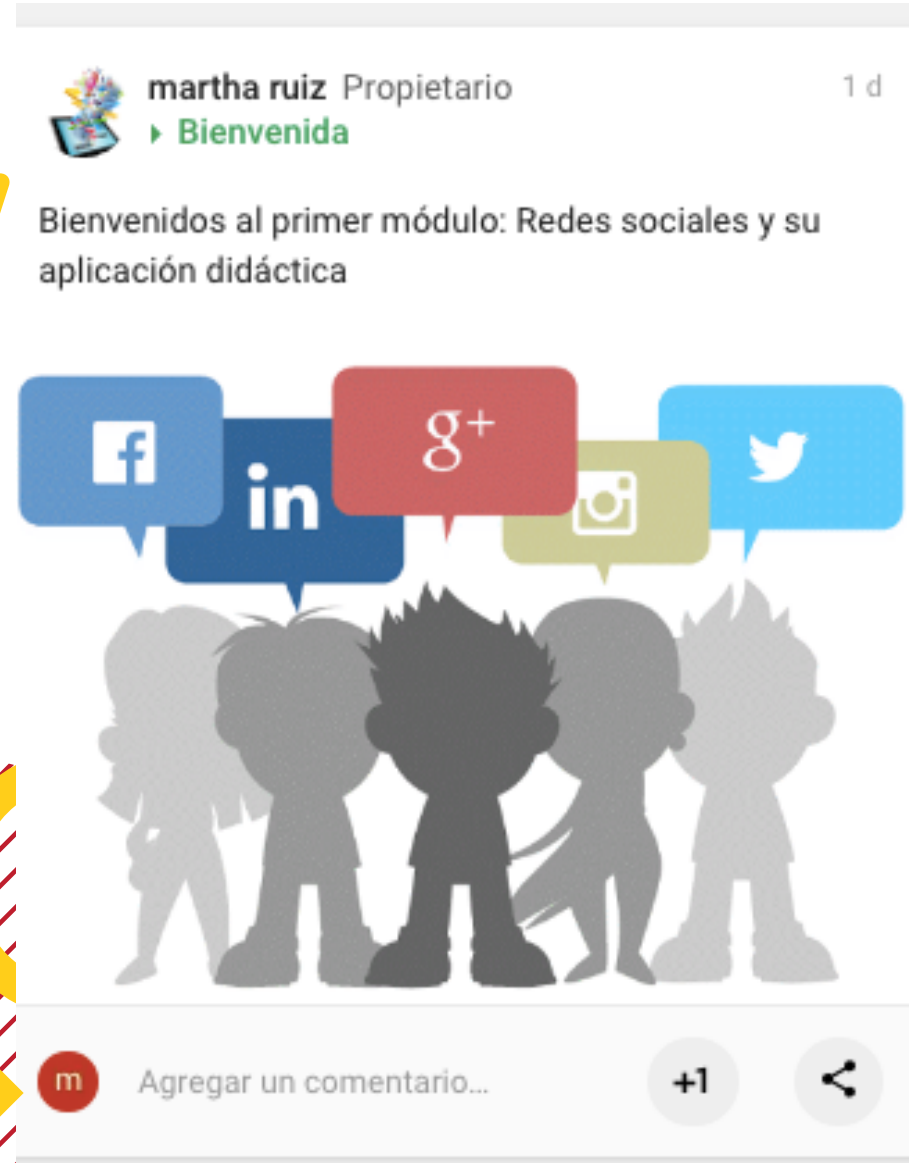 martha ruiz Propietario 1 d
Bienvenida
Bienvenidos al primer módulo: Redes sociales y su
aplicación didáctica
f
in
g+
m Agregar un comentario... +1